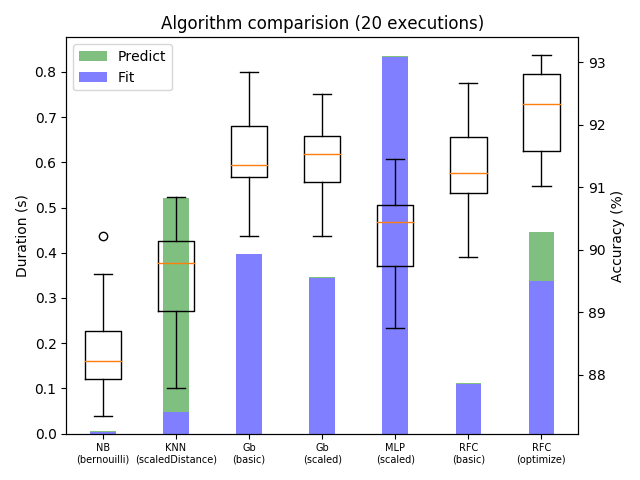 Algorithm comparision (20 executions)
Predict
Fit
Duration (s)
0.8
0.7
0.6
0.5
0.4
0.3
0.2
0.1
0.0
93
92
91
90
89
88
Accuracy (%)
NB
(bernouilli)
KNN
(scaledDistance)
Gb
(basic)
Gb
(scaled)
MLP
(scaled)
RFC
(basic)
RFC
(optimize)